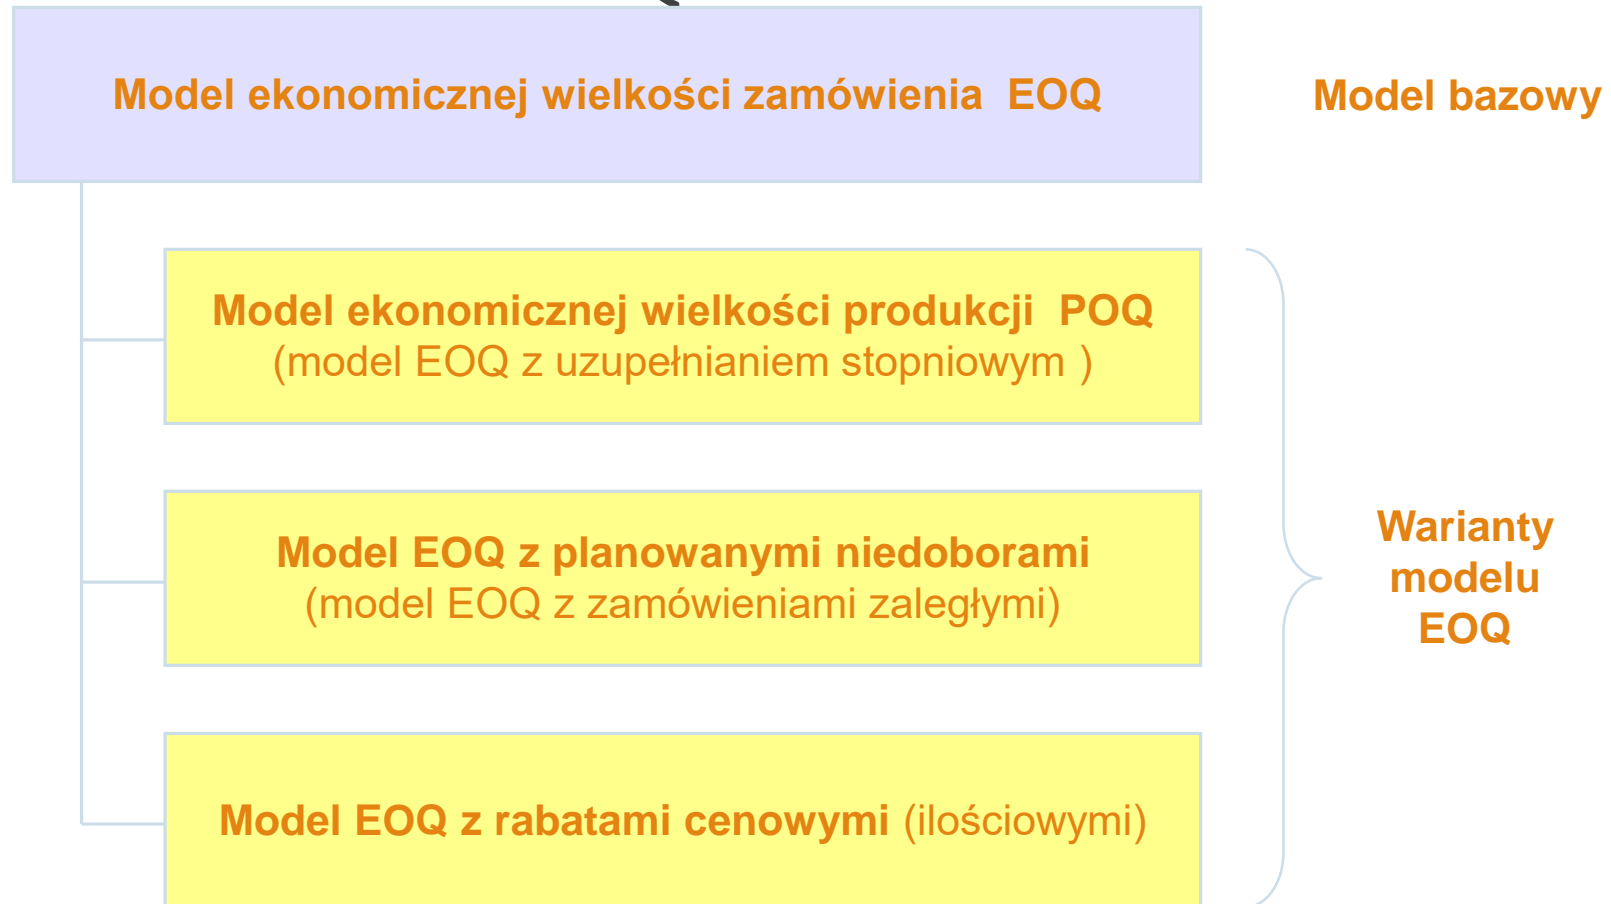 Model ekonomicznej wielkości zamówienia EOQ
Model bazowy
Model ekonomicznej wielkości produkcji POQ
(model EOQ z uzupełnianiem stopniowym )
Model EOQ z planowanymi niedoborami
(model EOQ z zamówieniami zaległymi)
Warianty
modelu
EOQ
Model EOQ z rabatami cenowymi (ilościowymi)